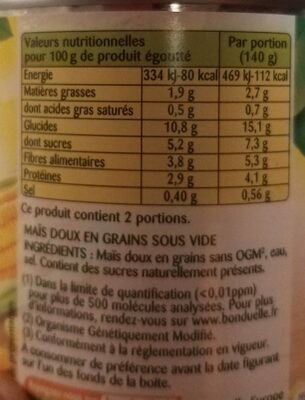 Valeurs nutritionnelles
pour 100 g de produit égoutté
Par portion
(140 g)
Energie 334 kJ-80 kcal 469 kJ-112 kcal
Matières grasses 1,9 g 2,7 g
dont acides gras saturés 0,5 g 0,7 g
Glucides 10,8 g 15,1 g
dont sucres 5,2 g 7,3 g
Fibres alimentaires 3,8 g 5,3 g
Protéines 2,9 g 4,1 g
Sel 0,40 g 0,56 g
Ce produit contient 2 portions.
MAÏS DOUX EN GRAINS SOUS VIDE
INGRÉDIENTS : Maïs doux en grains sans OGM², eau,
sel. Contient des sucres naturellement présents.
(1) Dans la limite de quantification (<0,01ppm)
pour plus de 500 molécules analysées. Pour plus
d'informations, rendez-vous sur www.bonduelle.fr
(2) Organisme Génétiquement Modifié.
(3) Conformément à la réglementation en vigueur.
A consommer de préférence avant la date figurant
sur l'un des fonds de la boîte.
Europe